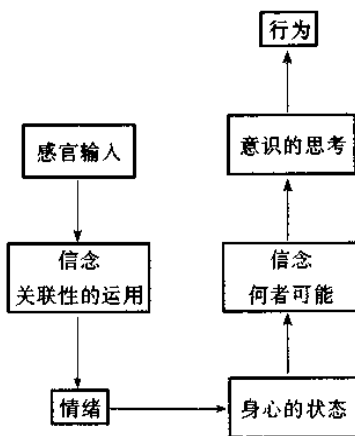 行为
感官输入
意识的思考
信念
关联性的运用
信念
何者可能
情绪
身心的状态